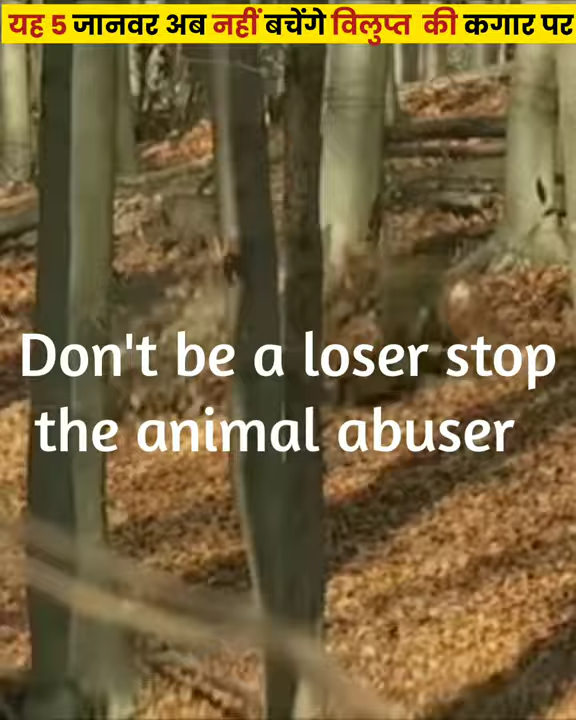 यह 5 जानवर अब नहीं बचेंगे विलुप्त की कगार पर
Don't be a loser stop
the animal abuser